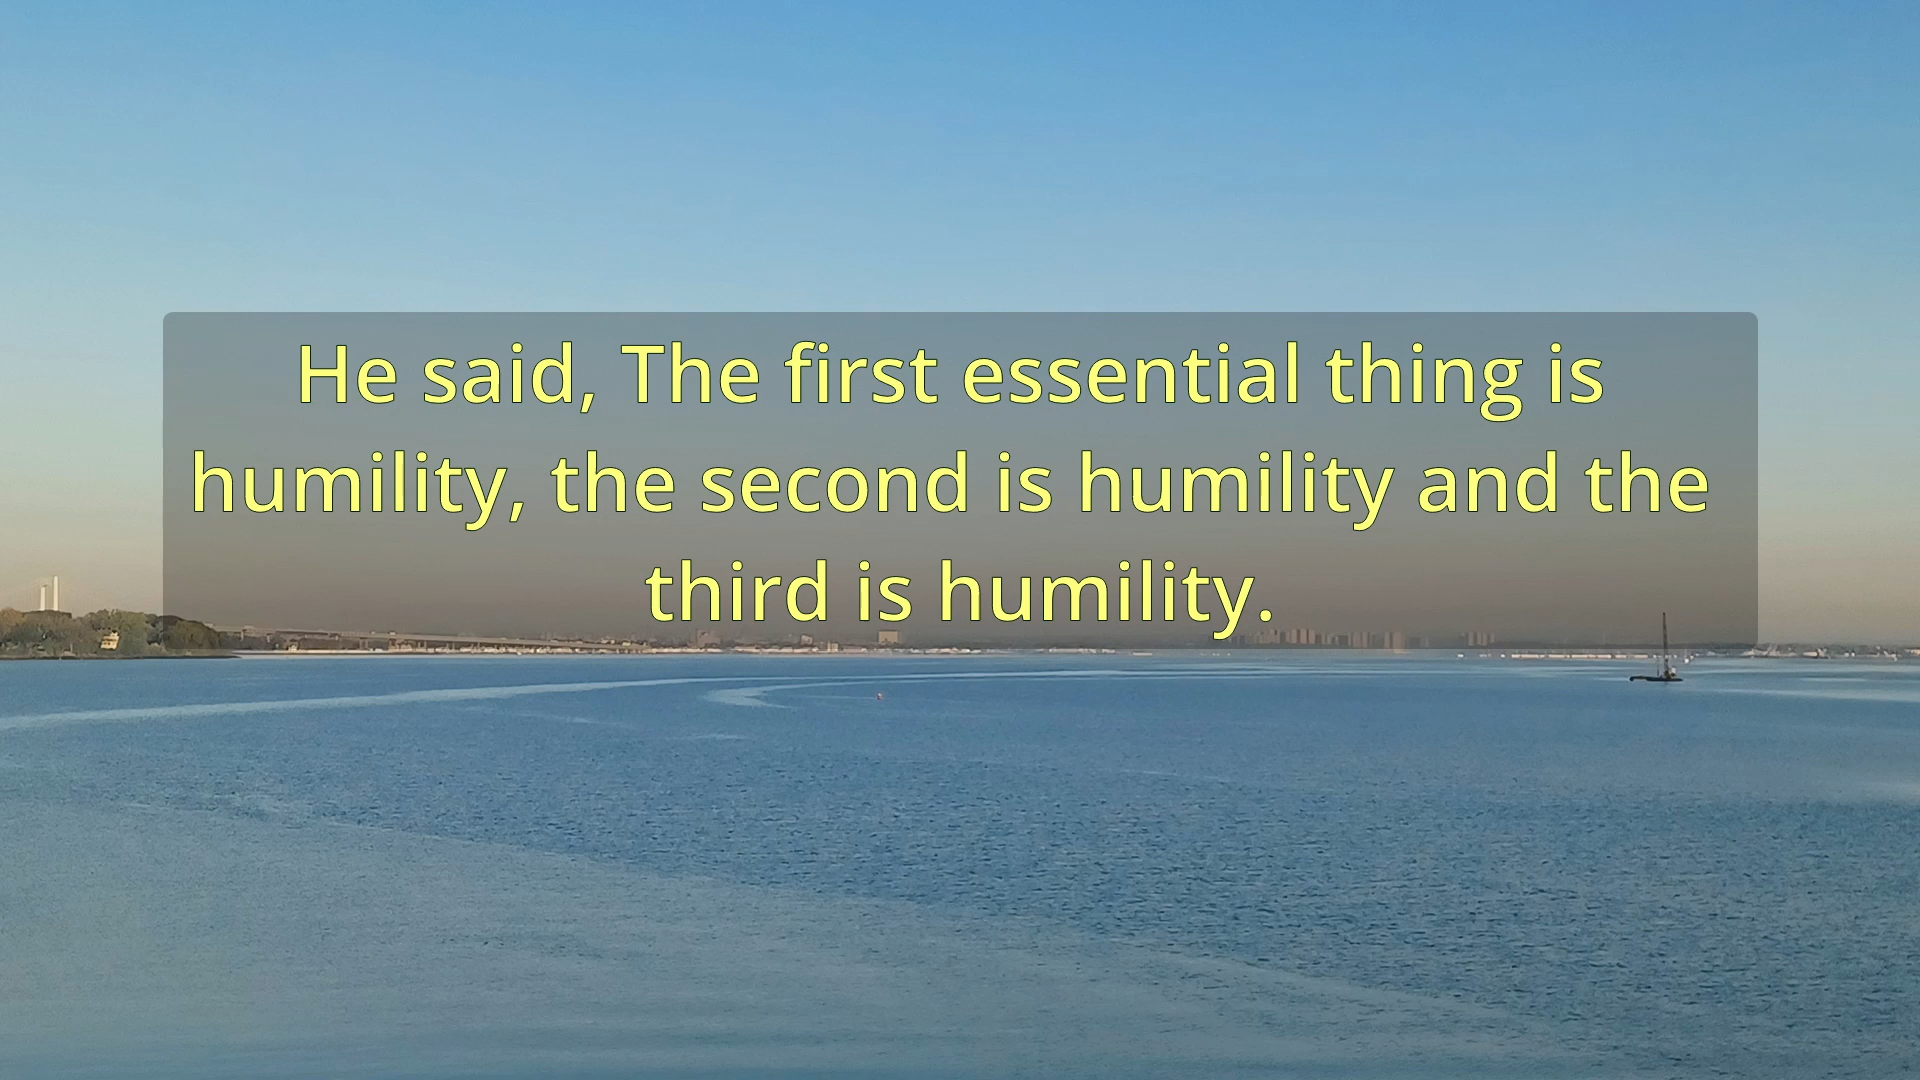 He said, The first essential thing is
humility, the second is humility and the
third is humility.